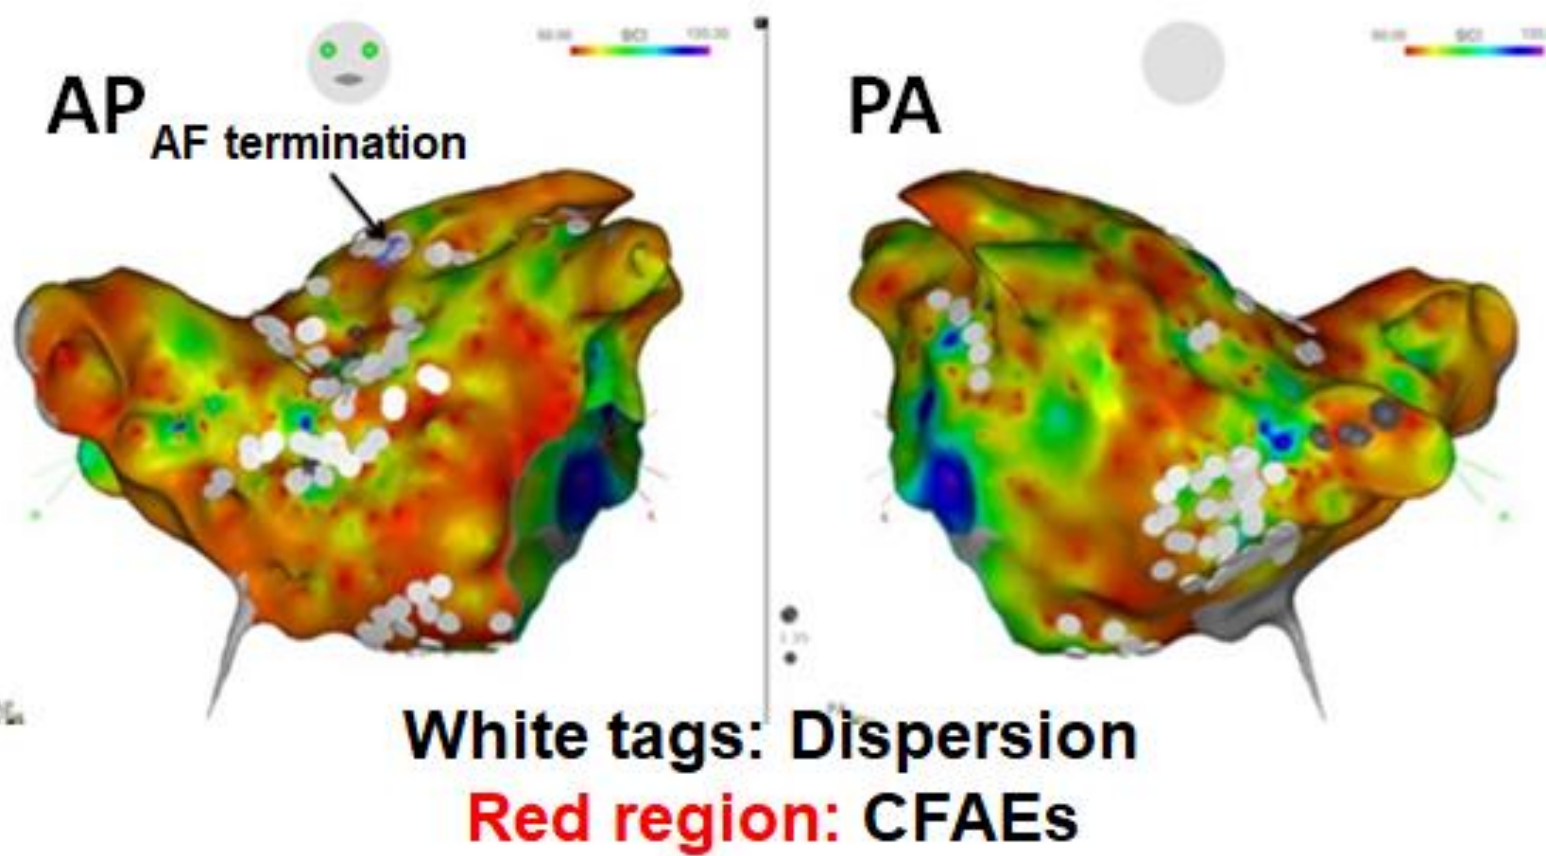 AP
AF termination
PA
White tags: Dispersion
Red region: CFAEs